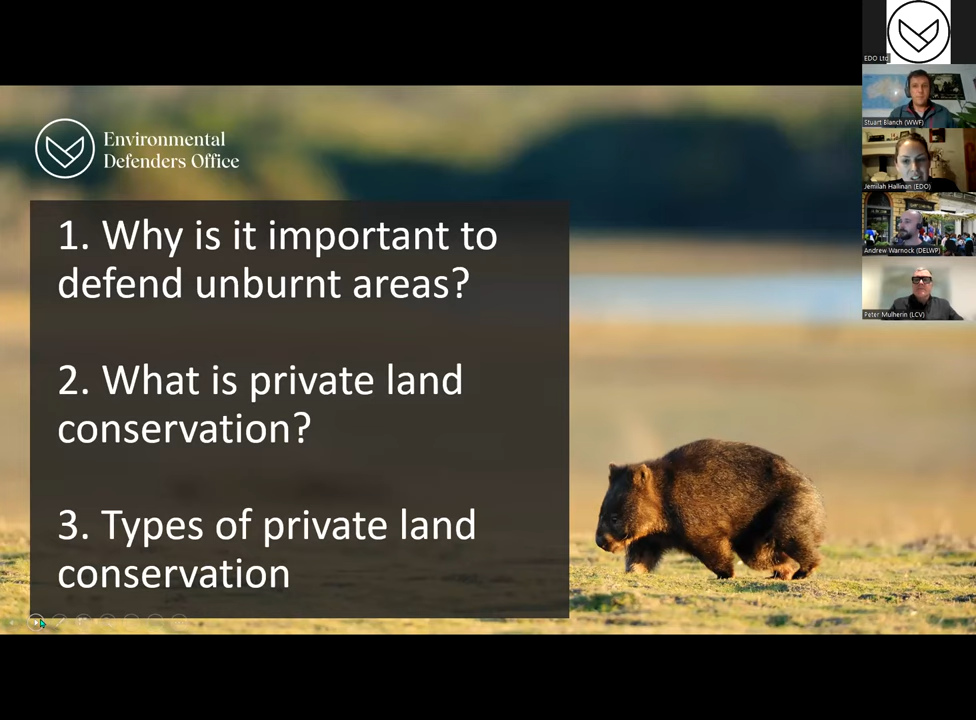 Environmental
Defenders Office
1. Why is it important to
defend unburnt areas?
2. What is private land
conservation?
3. Types of private land
conservation
EDO Ltd
Stuart Blanch (WWF)
Jemilah Hallinan (EDO)
Andrew Warnock (DELWP)
Peter Mulherin (LCV)